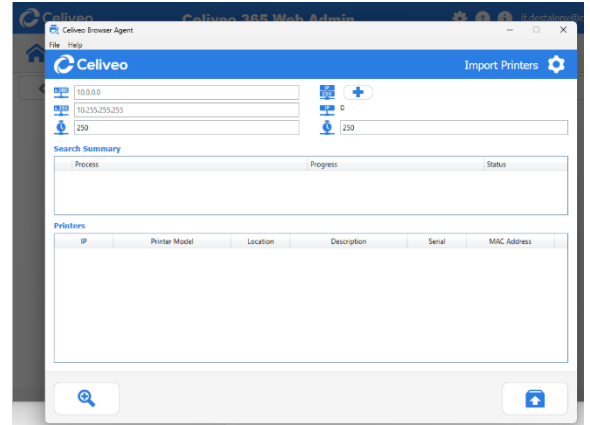 Celiveo Celiveo 365 Web Admin
Celiveo Browser Agent
File Help
Celiveo Import Printers
10.0.0.0
10.255.255.255 0
250 250
Search Summary
Process Progress Status
Printers
IP Printer Model Location Description Serial MAC Address